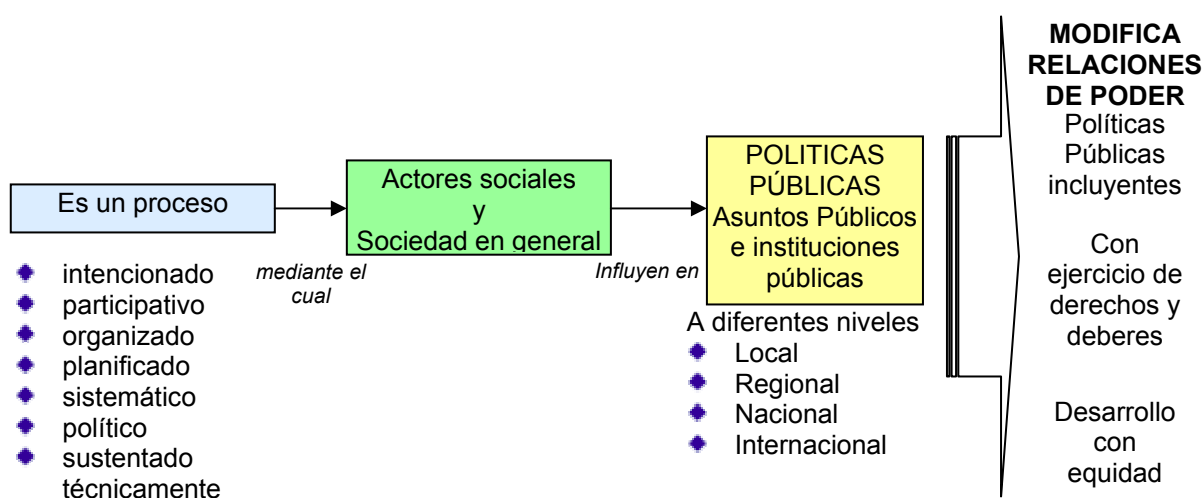 Es un proceso
intencionado
participativo
organizado
planificado
sistemático
político
sustentado
técnicamente
mediante el
cual
Actores sociales
y
Sociedad en general
Influyen en
POLITICAS
PÚBLICAS
Asuntos Públicos
e instituciones
públicas
A diferentes niveles
Local
Regional
Nacional
Internacional
MODIFICA
RELACIONES
DE PODER
Políticas
Públicas
incluyentes
Con
ejercicio de
derechos y
deberes
Desarrollo
con
equidad